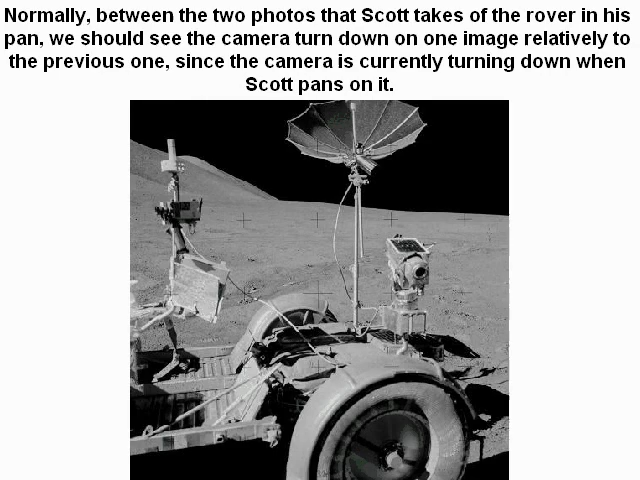 Normally, between the two photos that Scott takes of the rover in his
pan, we should see the camera turn down on one image relatively to
the previous one, since the camera is currently turning down when
Scott pans on it.